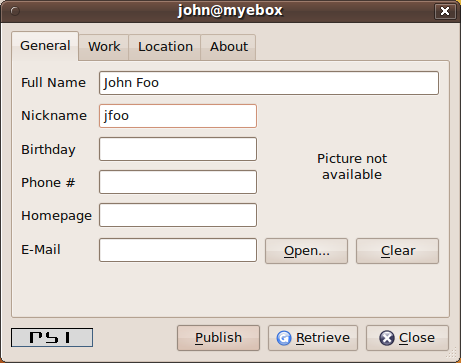 john@myebox
General Work Location About
Full Name John Foo
Nickname jfoo
Birthday
Picture not
available
Phone #
Homepage
E-Mail Open... Clear
PSI Publish Retrieve Close